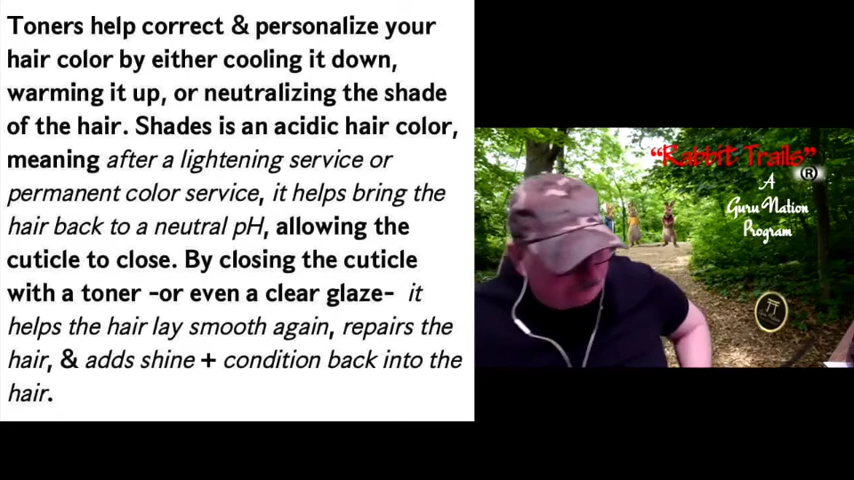 Toners help correct & personalize your
hair color by either cooling it down,
warming it up, or neutralizing the shade
of the hair. Shades is an acidic hair color,
meaning after a lightening service or
permanent color service, it helps bring the
hair back to a neutral pH, allowing the
cuticle to close. By closing the cuticle
with a toner -or even a clear glaze- it
helps the hair lay smooth again, repairs the
hair, & adds shine + condition back into the
hair.
"Rabbit Trails"®
A
Guru Nation
Program